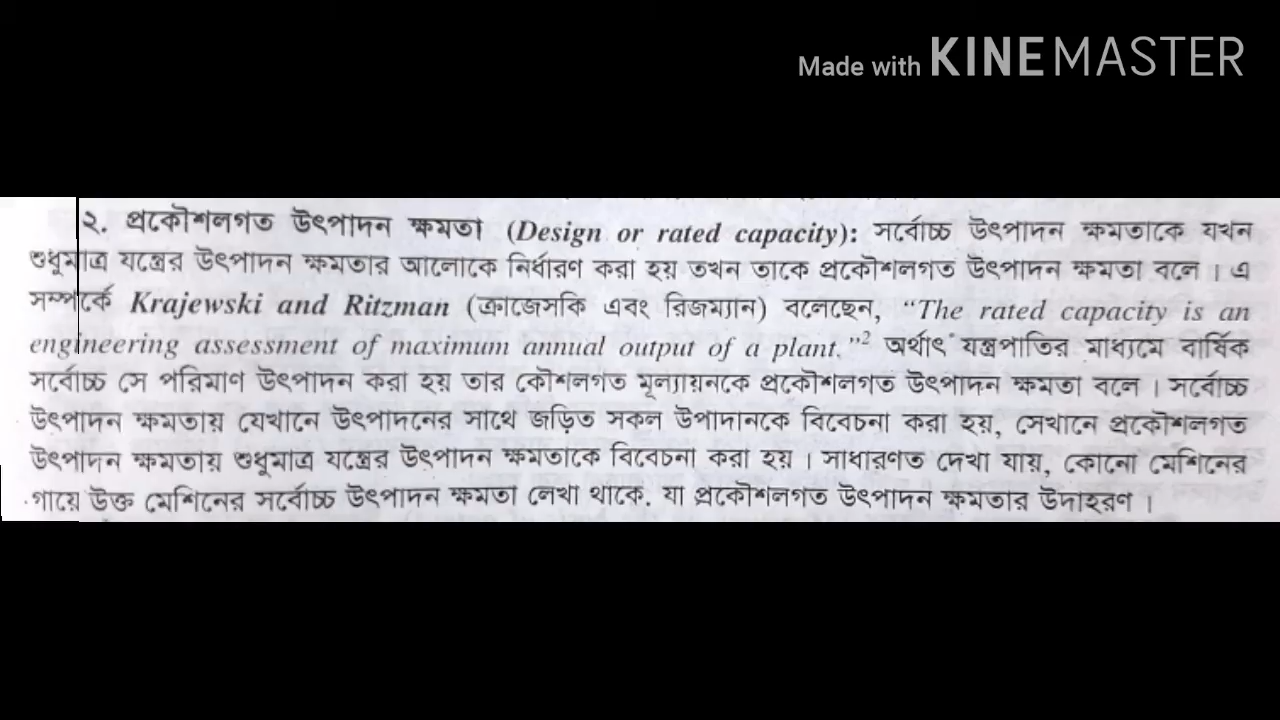 Made with KINEMASTER
২. প্রকৌশলগত উৎপাদন ক্ষমতা (Design or rated capacity): সর্বোচ্চ উৎপাদন ক্ষমতাকে যখন
শুধুমাত্র যন্ত্রের উৎপাদন ক্ষমতার আলোকে নির্ধারণ করা হয় তখন তাকে প্রকৌশলগত উৎপাদন ক্ষমতা বলে । এ
সম্পর্কে Krajewski and Ritzman (ক্রাজেসকি এবং রিজম্যান) বলেছেন, “The rated capacity is an
engineering assessment of maximum annual output of a plant.”² অর্থাৎ যন্ত্রপাতির মাধ্যমে বার্ষিক
সর্বোচ্চ সে পরিমাণ উৎপাদন করা হয় তার কৌশলগত মূল্যায়নকে প্রকৌশলগত উৎপাদন ক্ষমতা বলে । সর্বোচ্চ
উৎপাদন ক্ষমতায় যেখানে উৎপাদনের সাথে জড়িত সকল উপাদানকে বিবেচনা করা হয়, সেখানে প্রকৌশলগত
উৎপাদন ক্ষমতায় শুধুমাত্র যন্ত্রের উৎপাদন ক্ষমতাকে বিবেচনা করা হয় । সাধারণত দেখা যায়, কোনো মেশিনের
গায়ে উক্ত মেশিনের সর্বোচ্চ উৎপাদন ক্ষমতা লেখা থাকে. যা প্রকৌশলগত উৎপাদন ক্ষমতার উদাহরণ ।